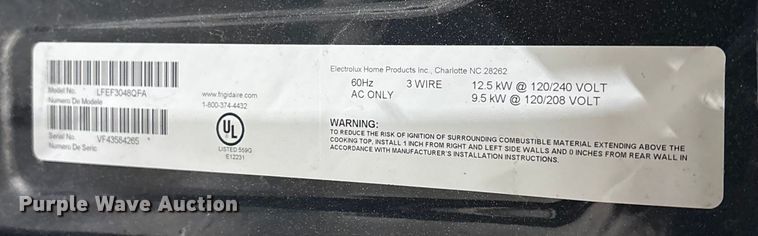 Model No. LFEF3048QFA
Numero De Modele
Serial No. VF43584265
Numero De Serie
www.frigidaire.com
1-800-374-4432
UL
LISTED 559G
E12231
Electrolux Home Products Inc., Charlotte NC 28262
60Hz 3 WIRE 12.5 kW @ 120/240 VOLT
AC ONLY 9.5 kW @ 120/208 VOLT
WARNING:
TO REDUCE THE RISK OF IGNITION OF SURROUNDING COMBUSTIBLE MATERIAL EXTENDING ABOVE THE
COOKING TOP, INSTALL 1 INCH FROM RIGHT AND LEFT SIDE WALLS AND 0 INCHES FROM REAR WALL IN
ACCORDANCE WITH MANUFACTURER'S INSTALLATION INSTRUCTIONS.
Purple Wave Auction